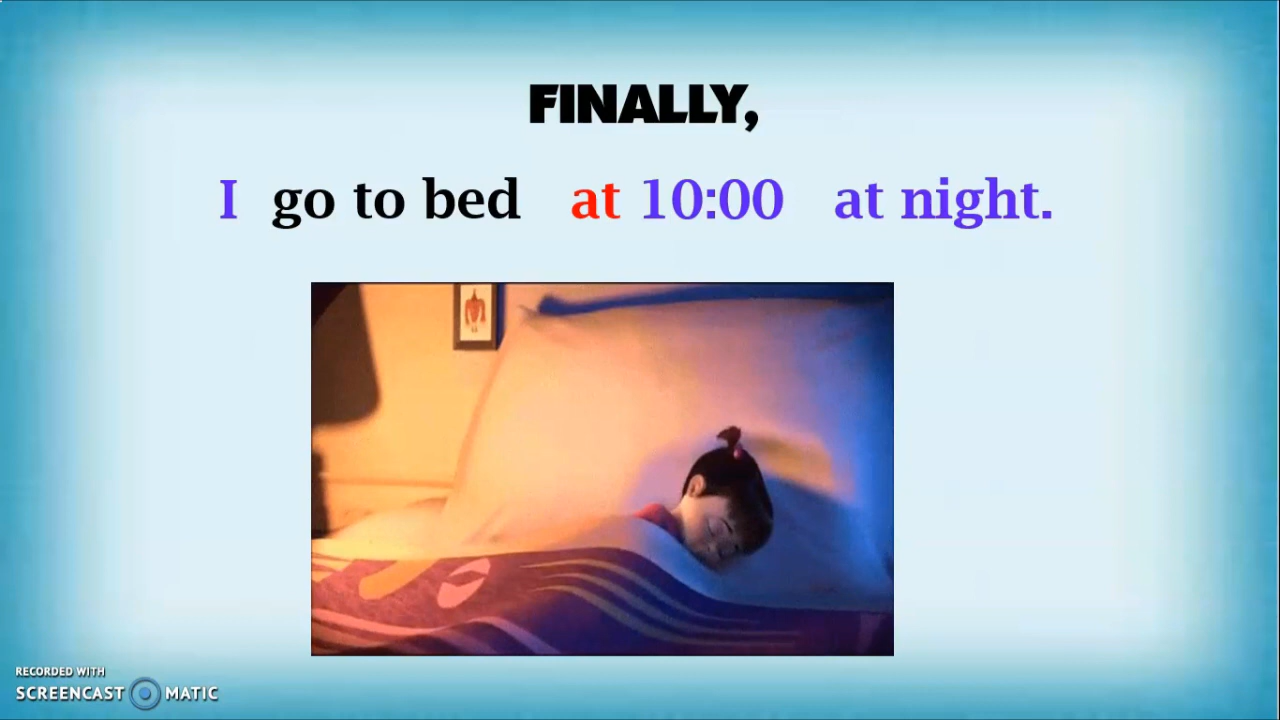 FINALLY,
I go to bed at 10:00 at night.
RECORDED WITH
SCREENCAST MATIC